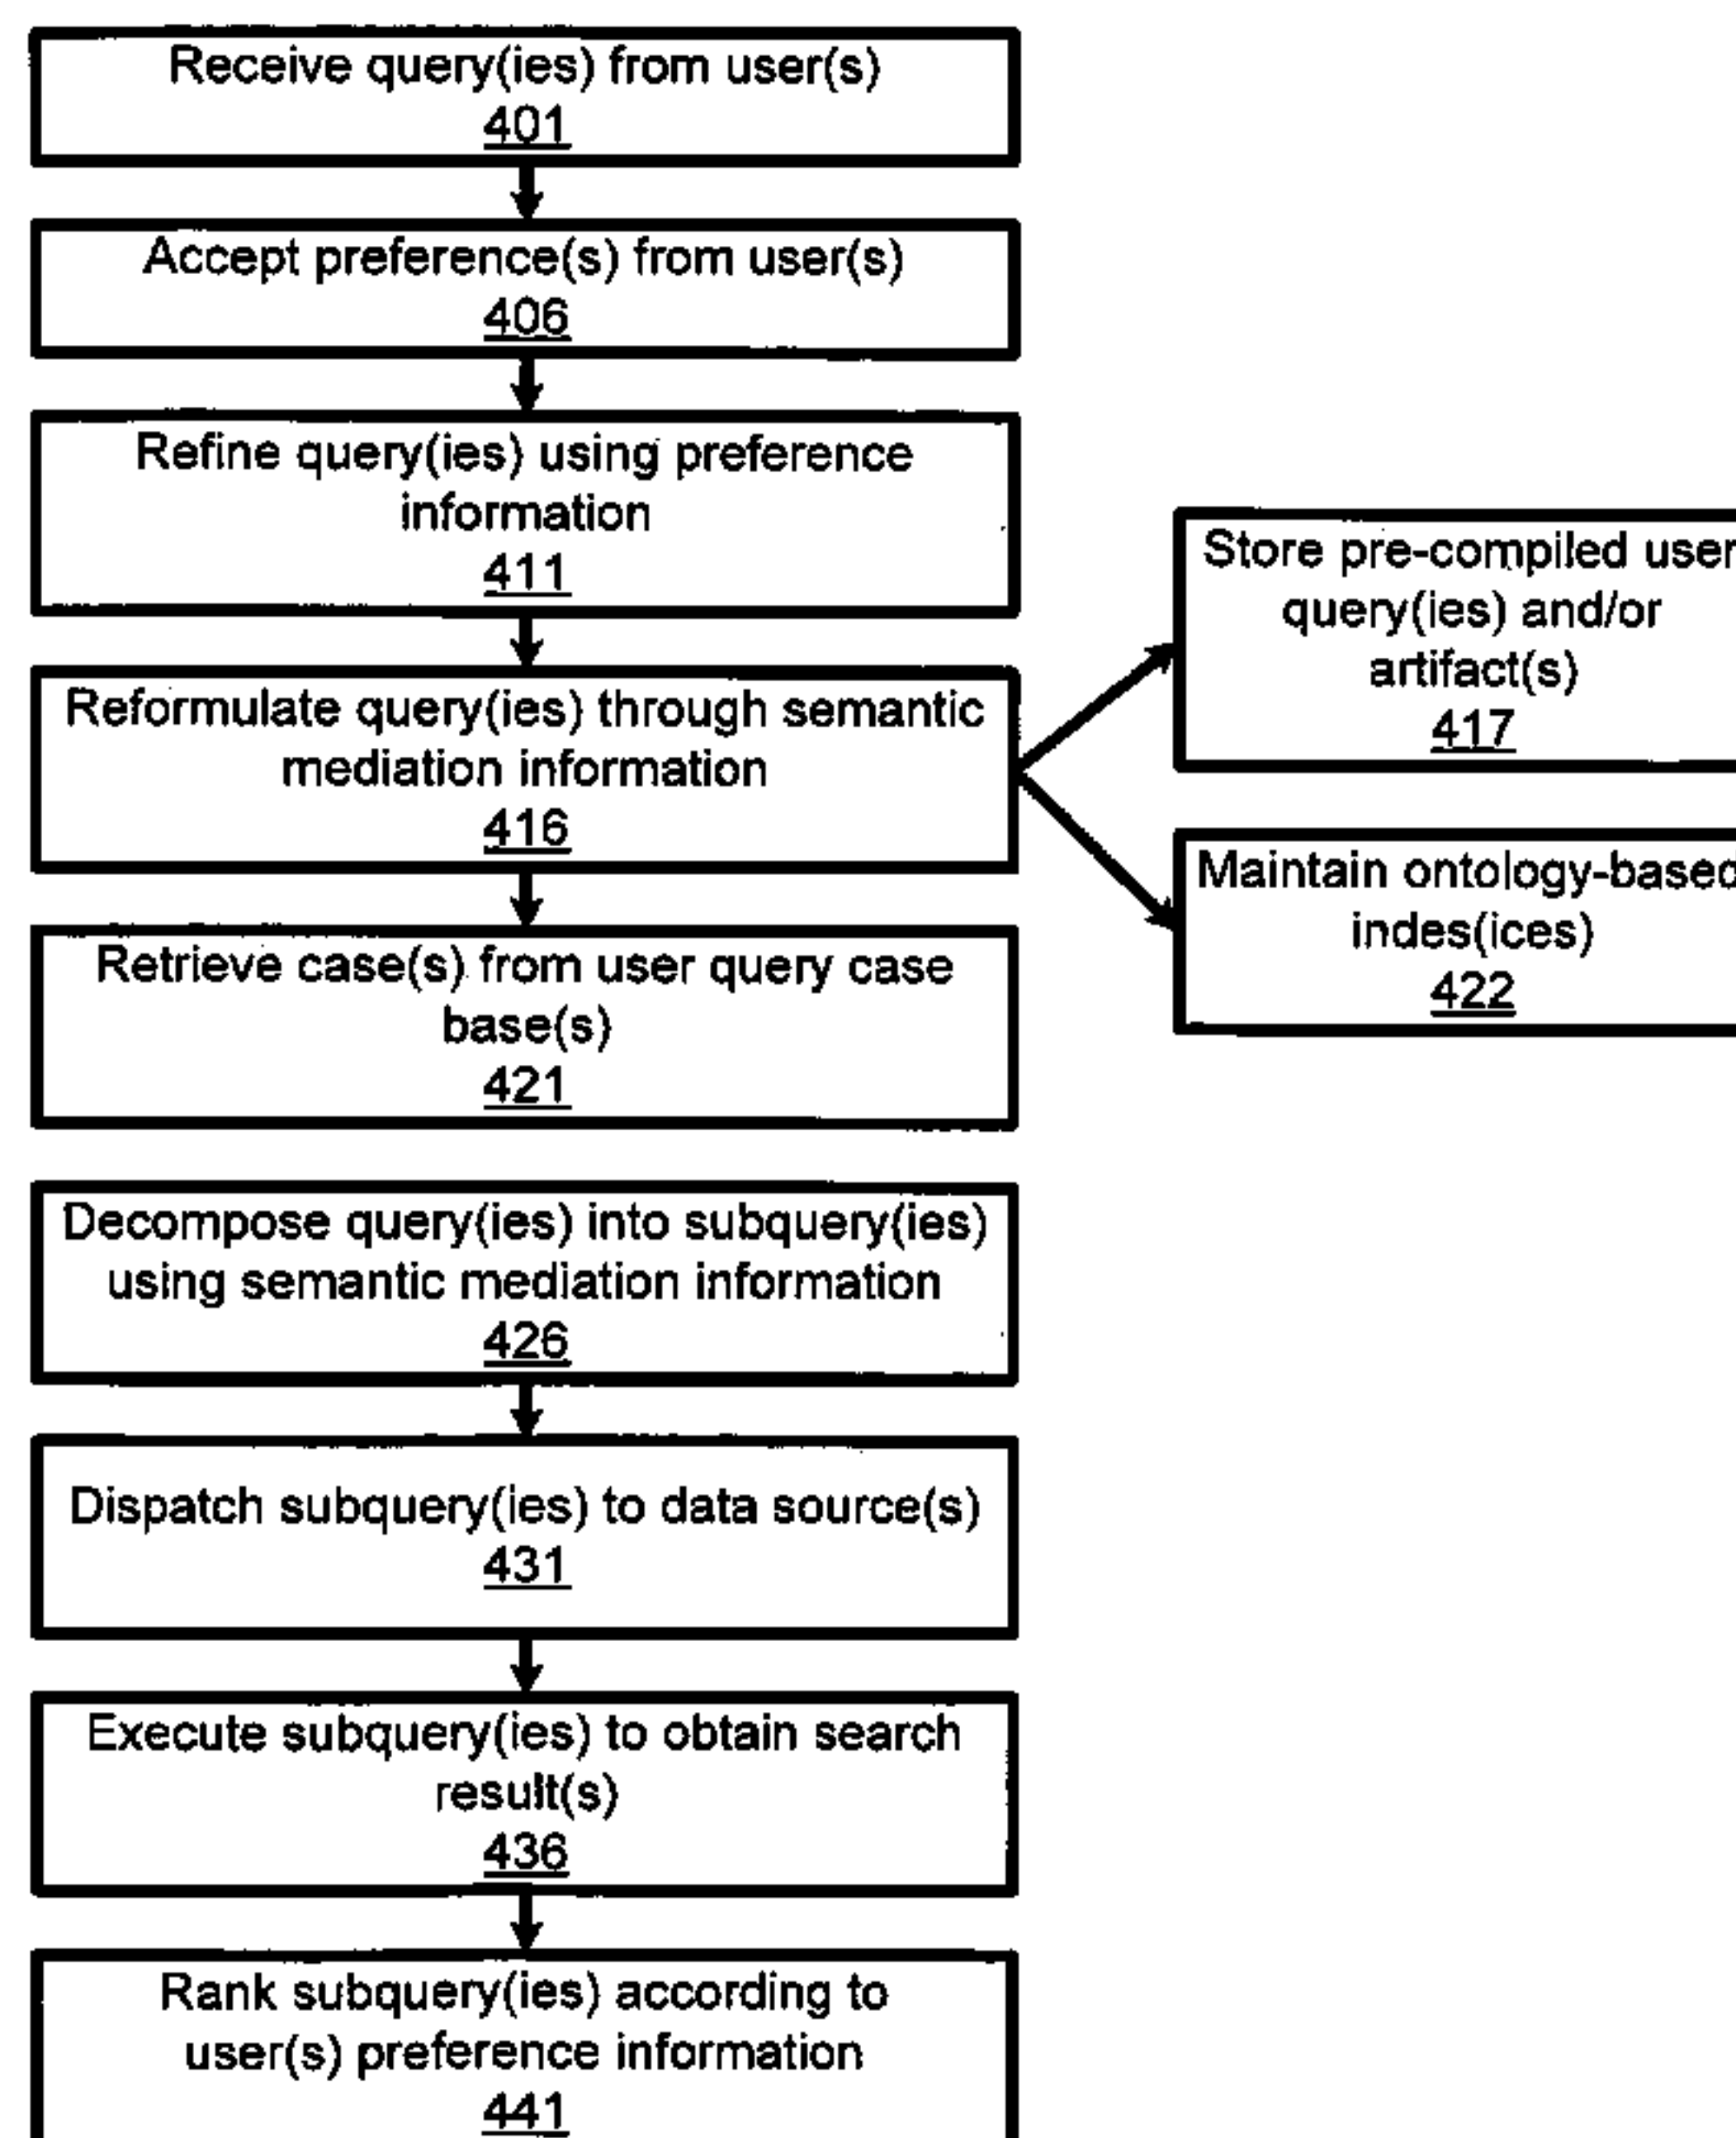 Receive query(ies) from user(s)
401
Accept preference(s) from user(s)
406
Refine query(ies) using preference
information
411
Reformulate query(ies) through semantic
mediation information
416
Store pre-compiled user
query(ies) and/or
artifact(s)
417
Maintain ontology-based
indes(ices)
422
Retrieve case(s) from user query case
base(s)
421
Decompose query(ies) into subquery(ies)
using semantic mediation information
426
Dispatch subquery(ies) to data source(s)
431
Execute subquery(ies) to obtain search
result(s)
436
Rank subquery(ies) according to
user(s) preference information
441